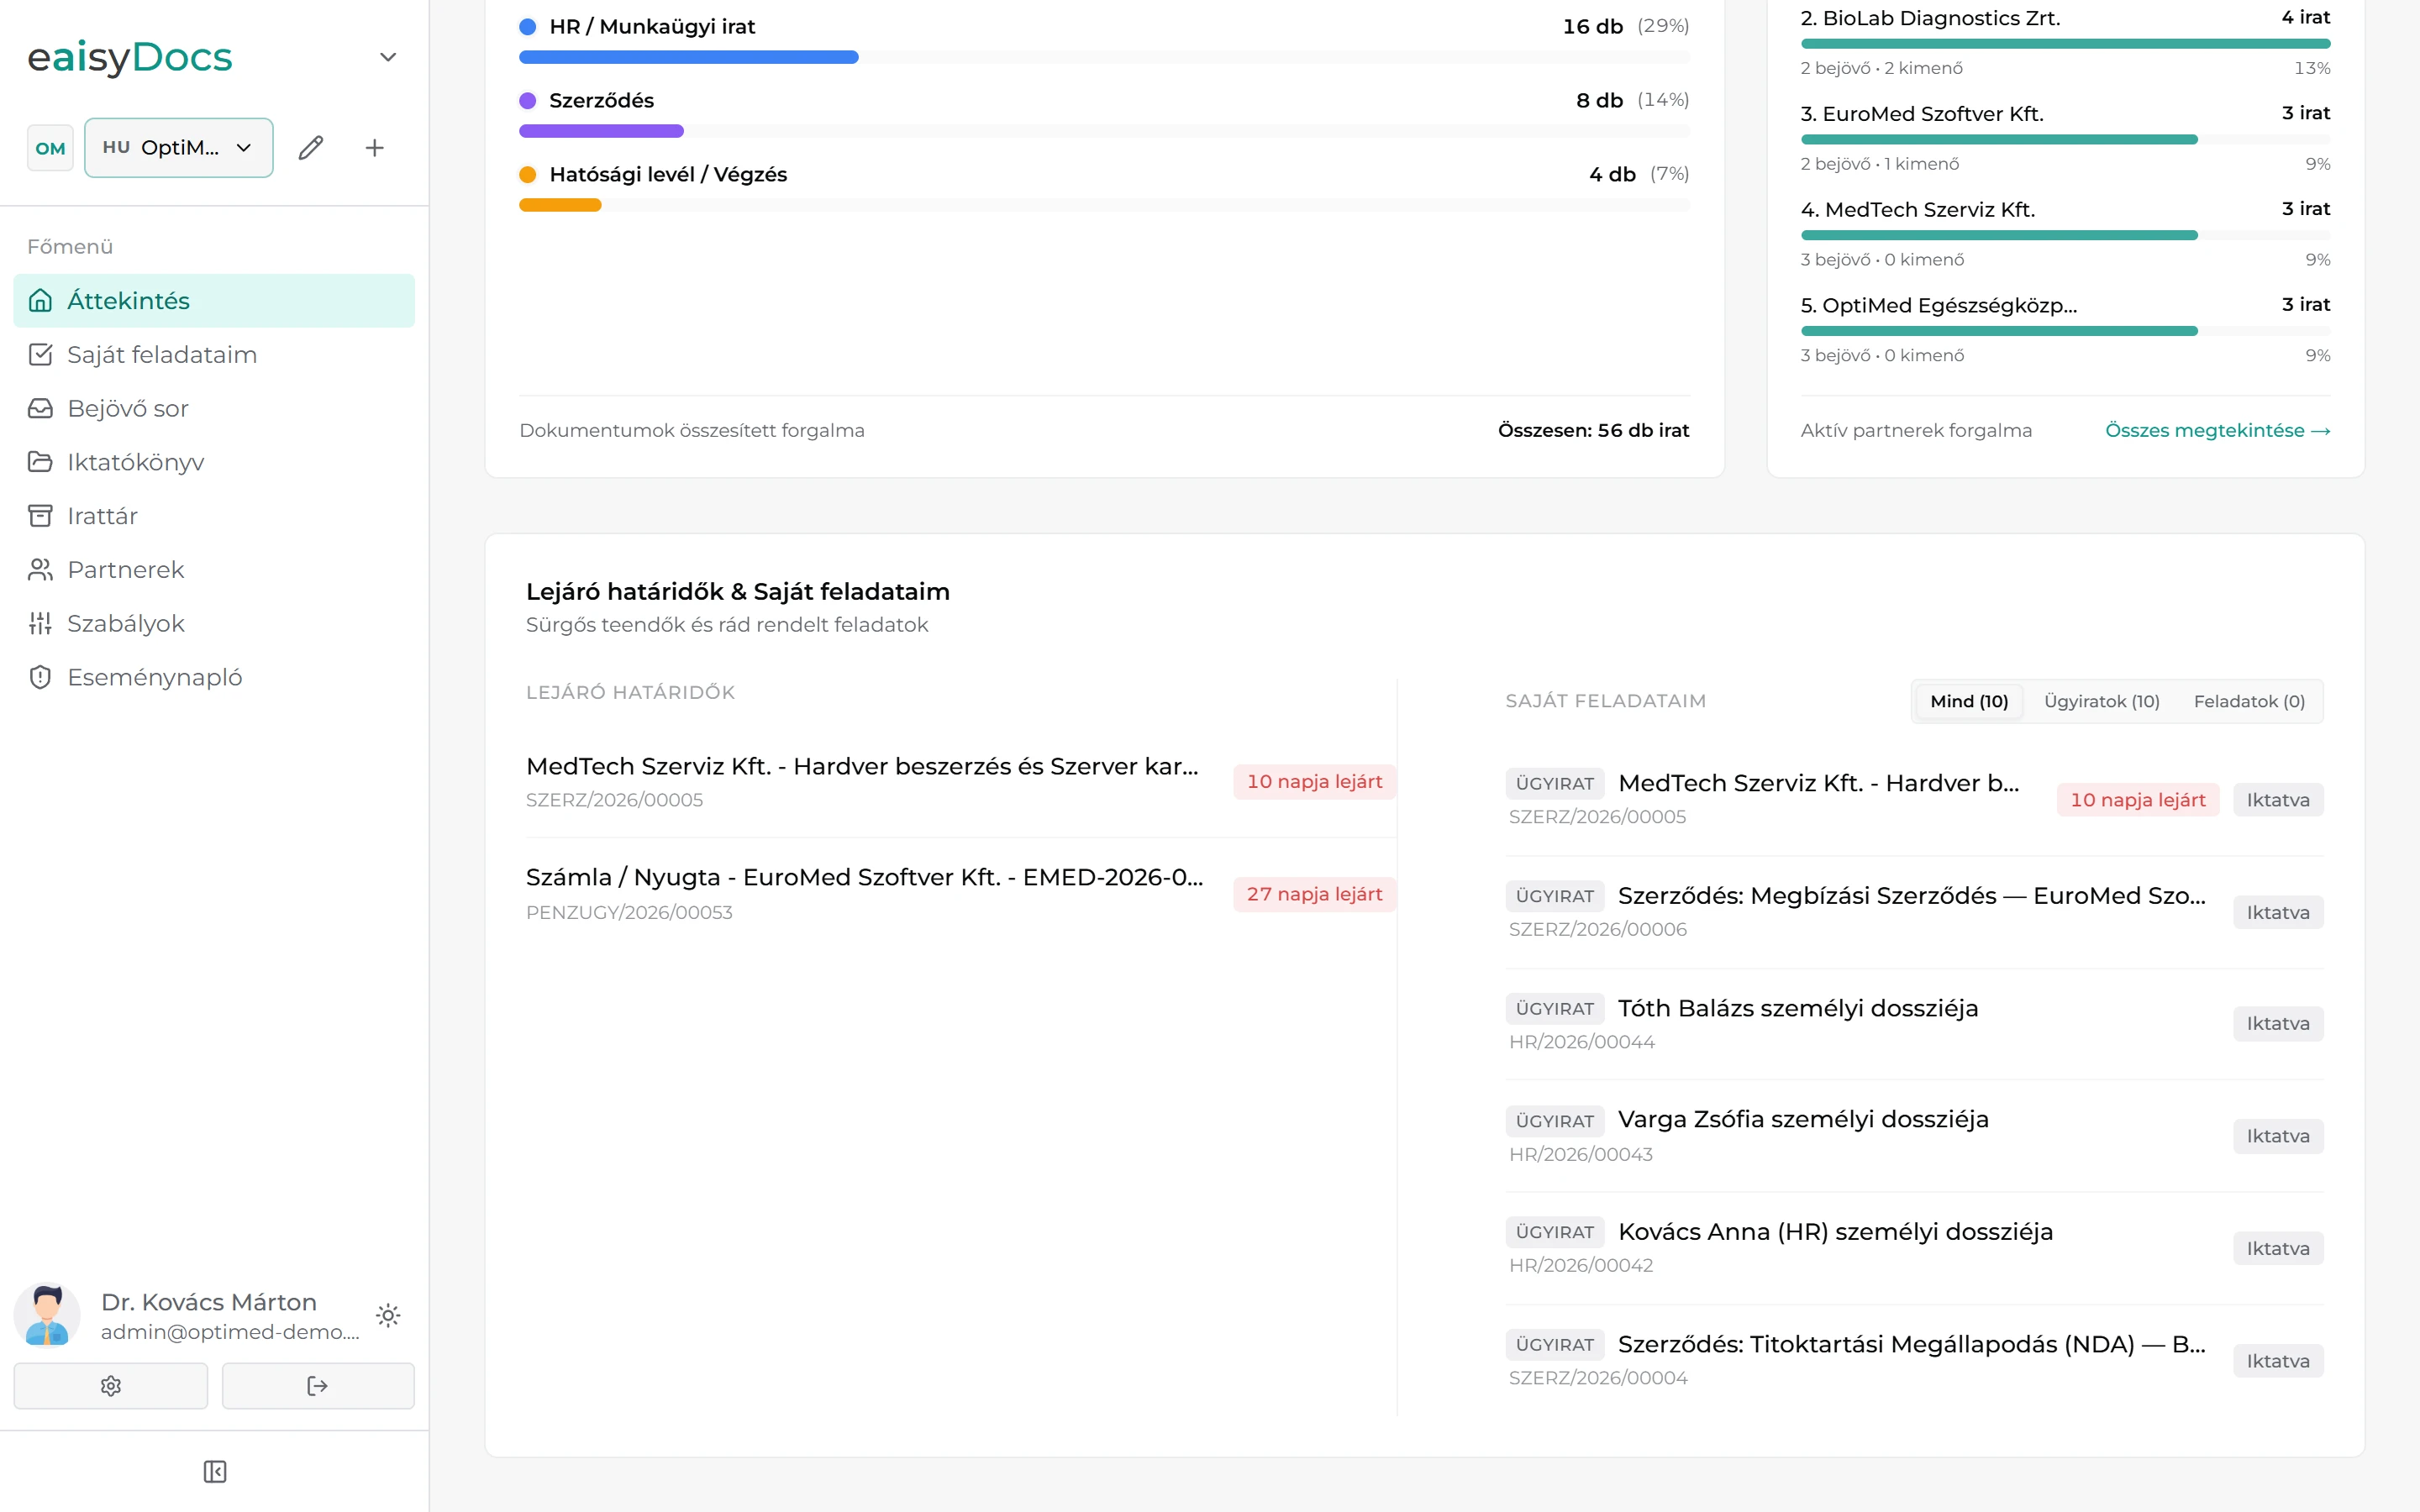 eaisyDocs
OM
HU OptiM...
Főmenü
Áttekintés
Saját feladataim
Bejövő sor
Iktatókönyv
Irattár
Partnerek
Szabályok
Eseménynapló
Dr. Kovács Márton
admin@optimed-demo....
HR / Munkaügyi irat 16 db (29%)
Szerződés 8 db (14%)
Hatósági levél / Végzés 4 db (7%)
Dokumentumok összesített forgalma Összesen: 56 db irat
2. BioLab Diagnostics Zrt. 4 irat
2 bejövő • 2 kimenő 13%
3. EuroMed Szoftver Kft. 3 irat
2 bejövő • 1 kimenő 9%
4. MedTech Szerviz Kft. 3 irat
3 bejövő • 0 kimenő 9%
5. OptiMed Egészségközp... 3 irat
3 bejövő • 0 kimenő 9%
Aktív partnerek forgalma Összes megtekintése →
Lejáró határidők & Saját feladataim
Sürgős teendők és rád rendelt feladatok
LEJÁRÓ HATÁRIDŐK
MedTech Szerviz Kft. - Hardver beszerzés és Szerver kar... 10 napja lejárt
SZERZ/2026/00005
Számla / Nyugta - EuroMed Szoftver Kft. - EMED-2026-0... 27 napja lejárt
PENZUGY/2026/00053
SAJÁT FELADATAIM Mind (10) Ügyiratok (10) Feladatok (0)
ÜGYIRAT MedTech Szerviz Kft. - Hardver b... 10 napja lejárt Iktatva
SZERZ/2026/00005
ÜGYIRAT Szerződés: Megbízási Szerződés — EuroMed Szo... Iktatva
SZERZ/2026/00006
ÜGYIRAT Tóth Balázs személyi dossziéja Iktatva
HR/2026/00044
ÜGYIRAT Varga Zsófia személyi dossziéja Iktatva
HR/2026/00043
ÜGYIRAT Kovács Anna (HR) személyi dossziéja Iktatva
HR/2026/00042
ÜGYIRAT Szerződés: Titoktartási Megállapodás (NDA) — B... Iktatva
SZERZ/2026/00004